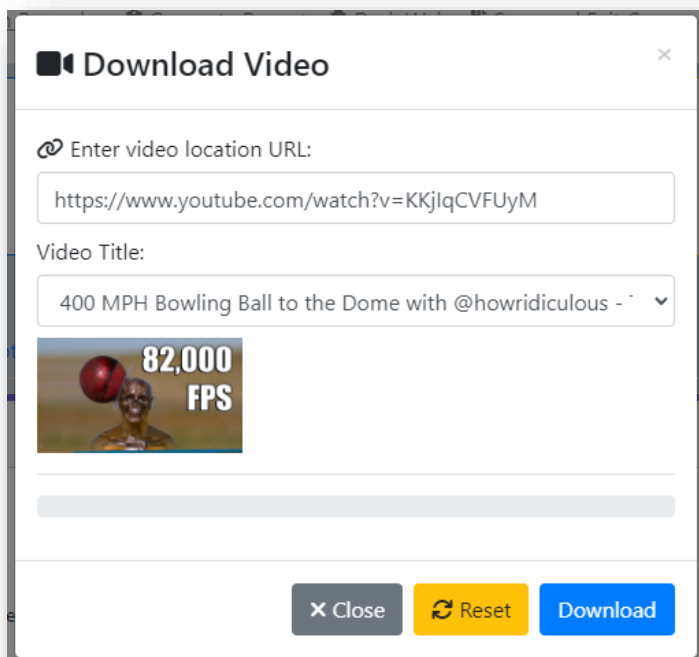 Download Video
×
Enter video location URL:
https://www.youtube.com/watch?v=KKjIqCVFUyM
Video Title:
400 MPH Bowling Ball to the Dome with @howridiculous -
82,000
FPS
Close
Reset
Download